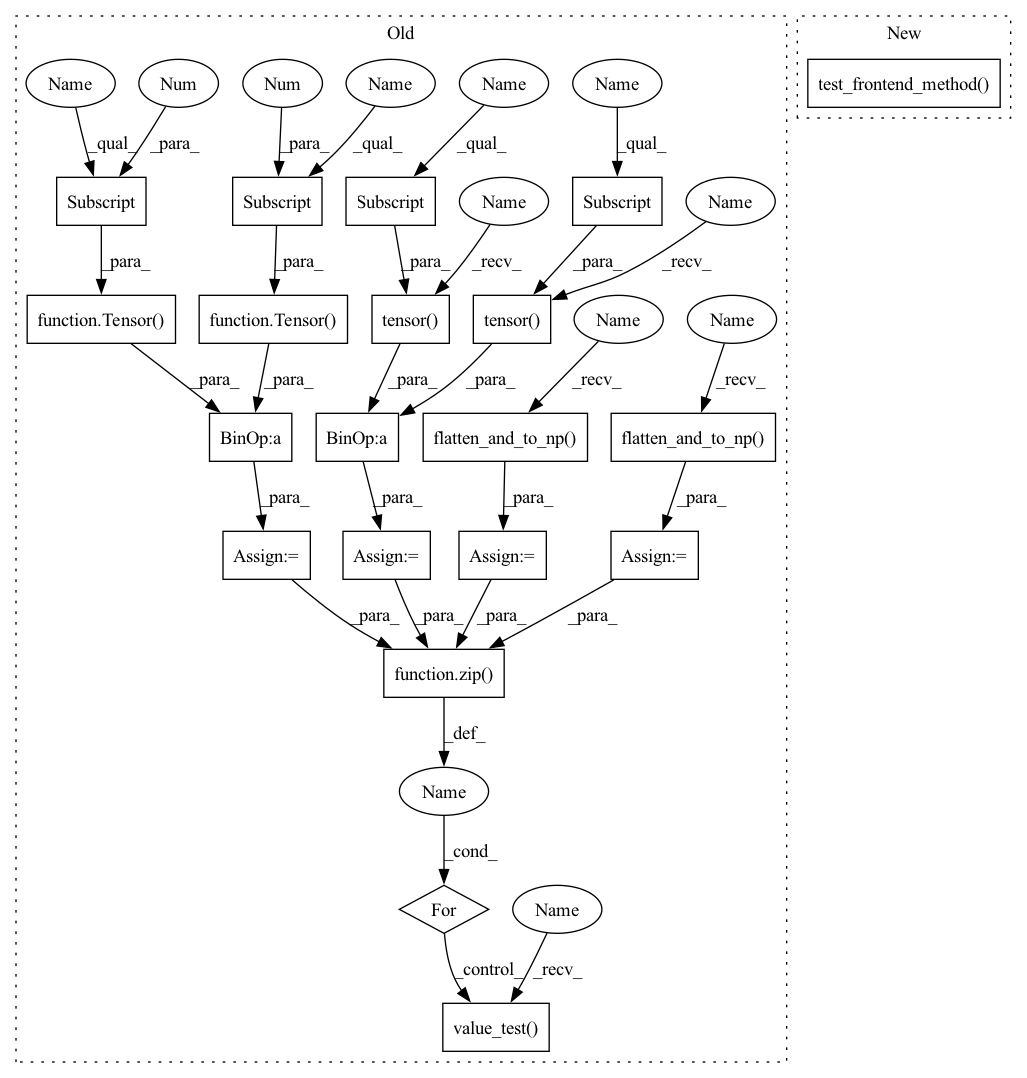 Old
New
Name
Num
Num
Name
Name
Name
test_frontend_method()
_qual_
_para_
_para_
_qual_
_qual_
_qual_
Subscript
Subscript
Subscript
Name
Subscript
Name
_para_
_para_
_para_
_recv_
_para_
_recv_
function.Tensor()
function.Tensor()
tensor()
tensor()
Name
Name
_para_
_para_
_para_
_para_
_recv_
_recv_
BinOp:a
BinOp:a
flatten_and_to_np()
flatten_and_to_np()
_para_
_para_
_para_
_para_
Assign:=
Assign:=
Assign:=
Assign:=
_para_
_para_
_para_
_para_
function.zip()
_def_
Name
_cond_
For
Name
_control_
_recv_
value_test()